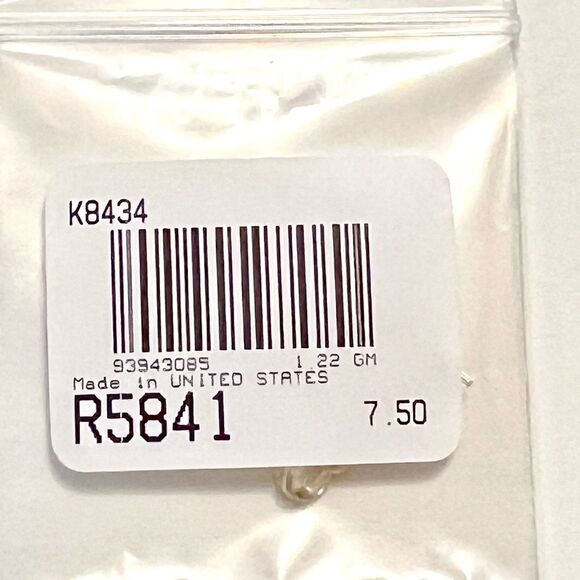 K8434
93943085 1.22 GM
Made in UNITED STATES
R5841 7.50